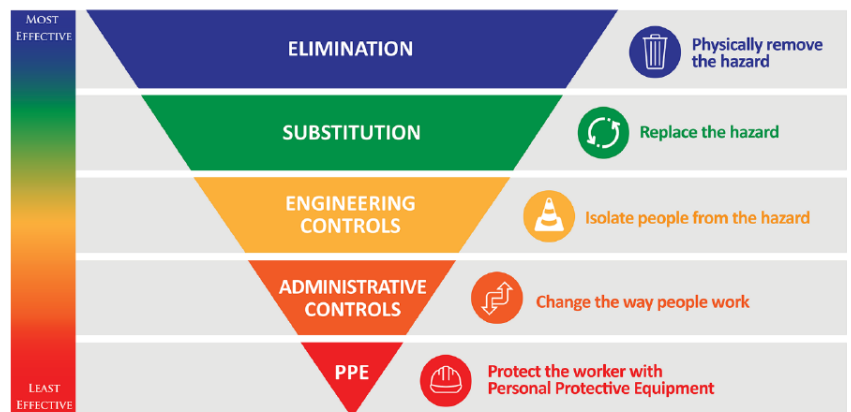 MOST
EFFECTIVE
ELIMINATION
Physically remove
the hazard
SUBSTITUTION
Replace the hazard
ENGINEERING
CONTROLS
Isolate people from the hazard
ADMINISTRATIVE
CONTROLS
Change the way people work
PPE
Protect the worker with
Personal Protective Equipment
LEAST
EFFECTIVE